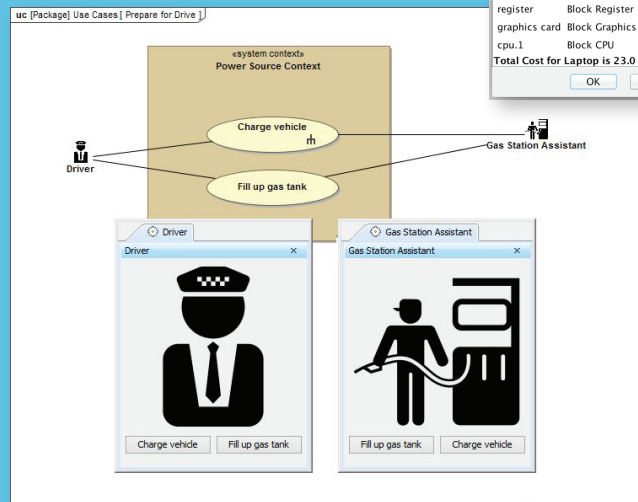 uc [Package] Use Cases [ Prepare for Drive ]
register Block Register
graphics card Block Graphics
cpu.1 Block CPU
Total Cost for Laptop is 23.0
OK
«system context»
Power Source Context
Charge vehicle
Driver
Gas Station Assistant
Fill up gas tank
Driver
Driver ×
Charge vehicle Fill up gas tank
Gas Station Assistant
Gas Station Assistant ×
Fill up gas tank Charge vehicle